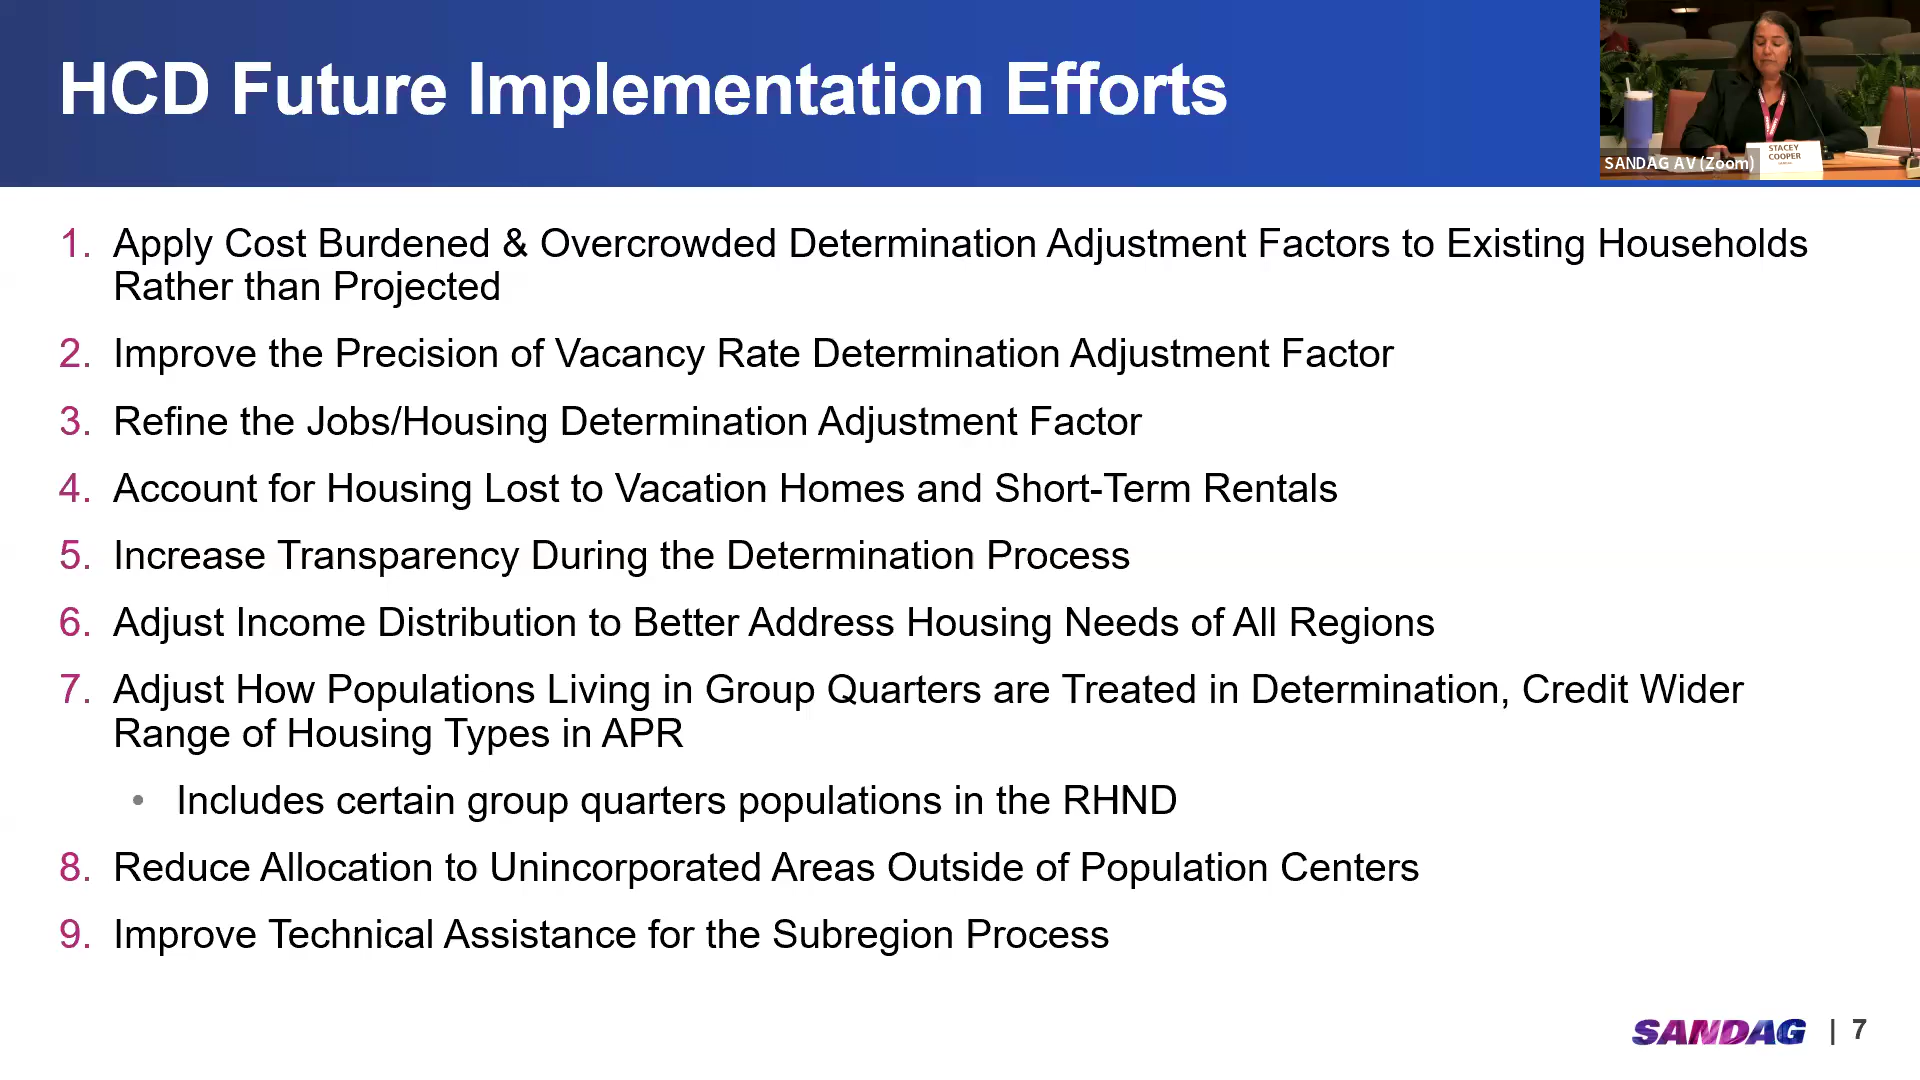 HCD Future Implementation Efforts
STACEY
COOPER
SANDAG AV (Zoom)
1. Apply Cost Burdened & Overcrowded Determination Adjustment Factors to Existing Households
Rather than Projected
2. Improve the Precision of Vacancy Rate Determination Adjustment Factor
3. Refine the Jobs/Housing Determination Adjustment Factor
4. Account for Housing Lost to Vacation Homes and Short-Term Rentals
5. Increase Transparency During the Determination Process
6. Adjust Income Distribution to Better Address Housing Needs of All Regions
7. Adjust How Populations Living in Group Quarters are Treated in Determination, Credit Wider
Range of Housing Types in APR
• Includes certain group quarters populations in the RHND
8. Reduce Allocation to Unincorporated Areas Outside of Population Centers
9. Improve Technical Assistance for the Subregion Process
SANDAG | 7